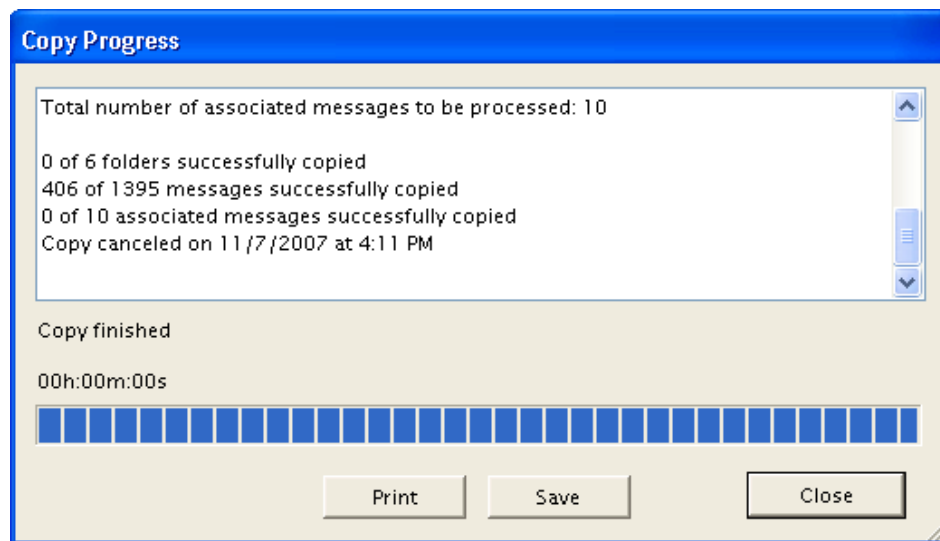 Copy Progress
Total number of associated messages to be processed: 10
0 of 6 folders successfully copied
406 of 1395 messages successfully copied
0 of 10 associated messages successfully copied
Copy canceled on 11/7/2007 at 4:11 PM
Copy finished
00h:00m:00s
Print Save Close